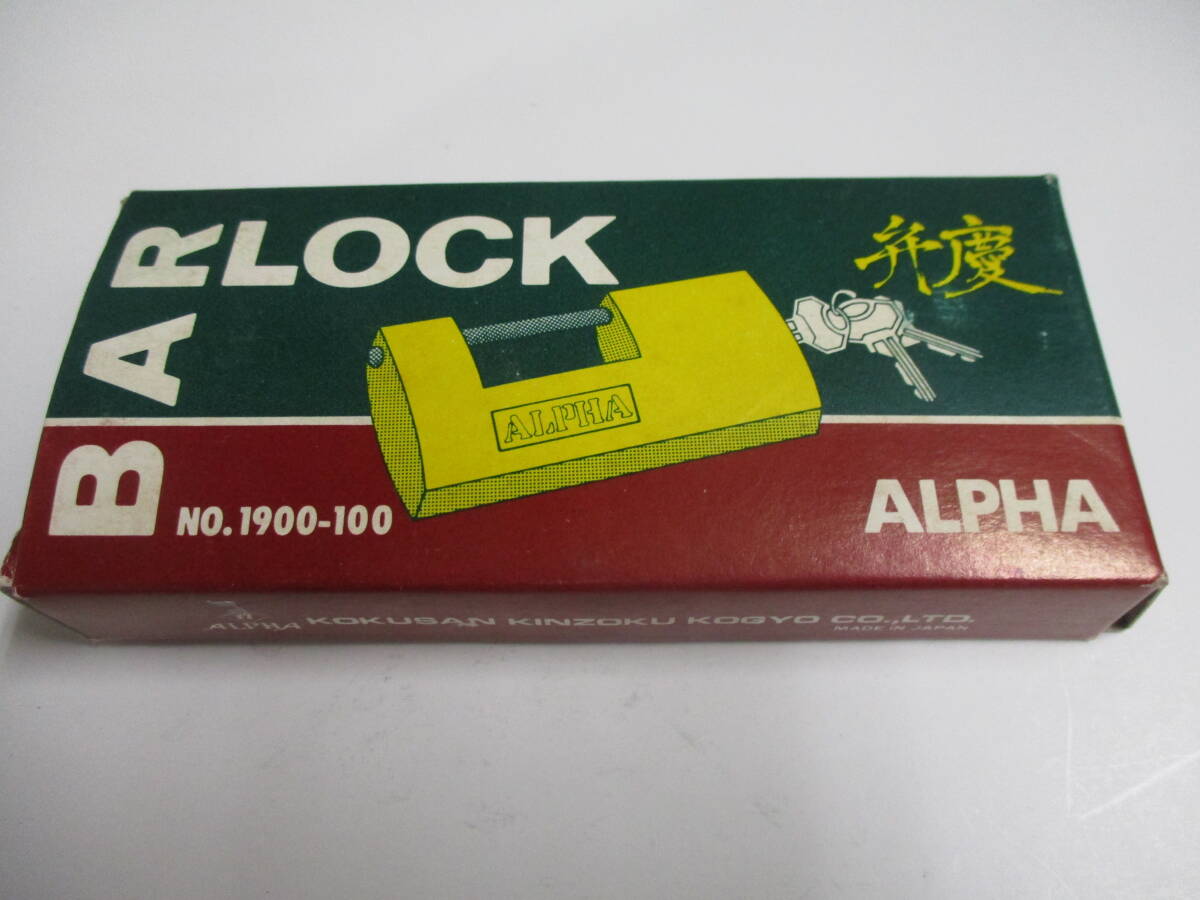 BAR LOCK
弁慶
ALPHA
NO.1900-100
ALPHA
ALPHA KOKUSAN KINZOKU KOGYO CO.,LTD.
MADE IN JAPAN